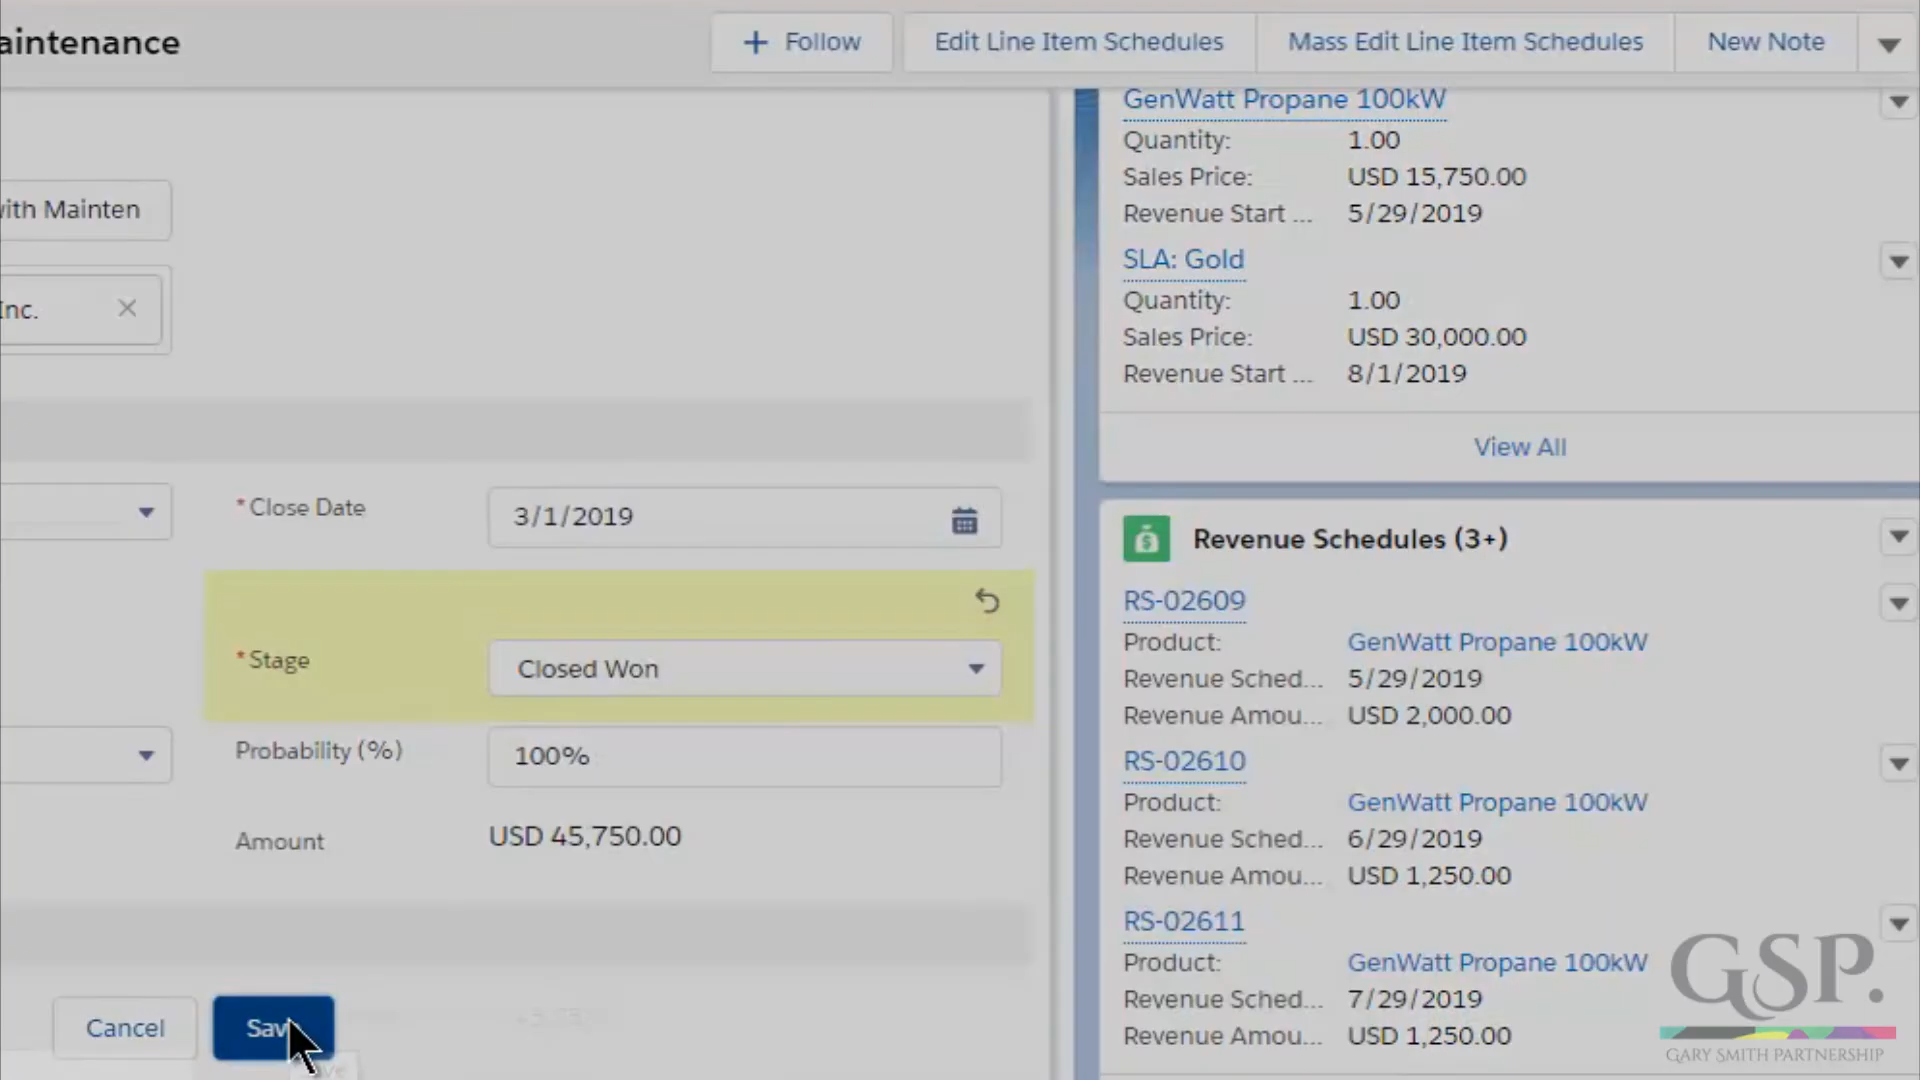 aintenance
Follow
Edit Line Item Schedules
Mass Edit Line Item Schedules
New Note
with Mainten
Inc.
*Close Date
3/1/2019
*Stage
Closed Won
Probability (%)
100%
Amount
USD 45,750.00
Cancel
Sav
GenWatt Propane 100kW
Quantity: 1.00
Sales Price: USD 15,750.00
Revenue Start ... 5/29/2019
SLA: Gold
Quantity: 1.00
Sales Price: USD 30,000.00
Revenue Start ... 8/1/2019
View All
Revenue Schedules (3+)
RS-02609
Product: GenWatt Propane 100kW
Revenue Sched... 5/29/2019
Revenue Amou... USD 2,000.00
RS-02610
Product: GenWatt Propane 100kW
Revenue Sched... 6/29/2019
Revenue Amou... USD 1,250.00
RS-02611
Product: GenWatt Propane 100kW
Revenue Sched... 7/29/2019
Revenue Amou... USD 1,250.00
GSP.
GARY SMITH PARTNERSHIP